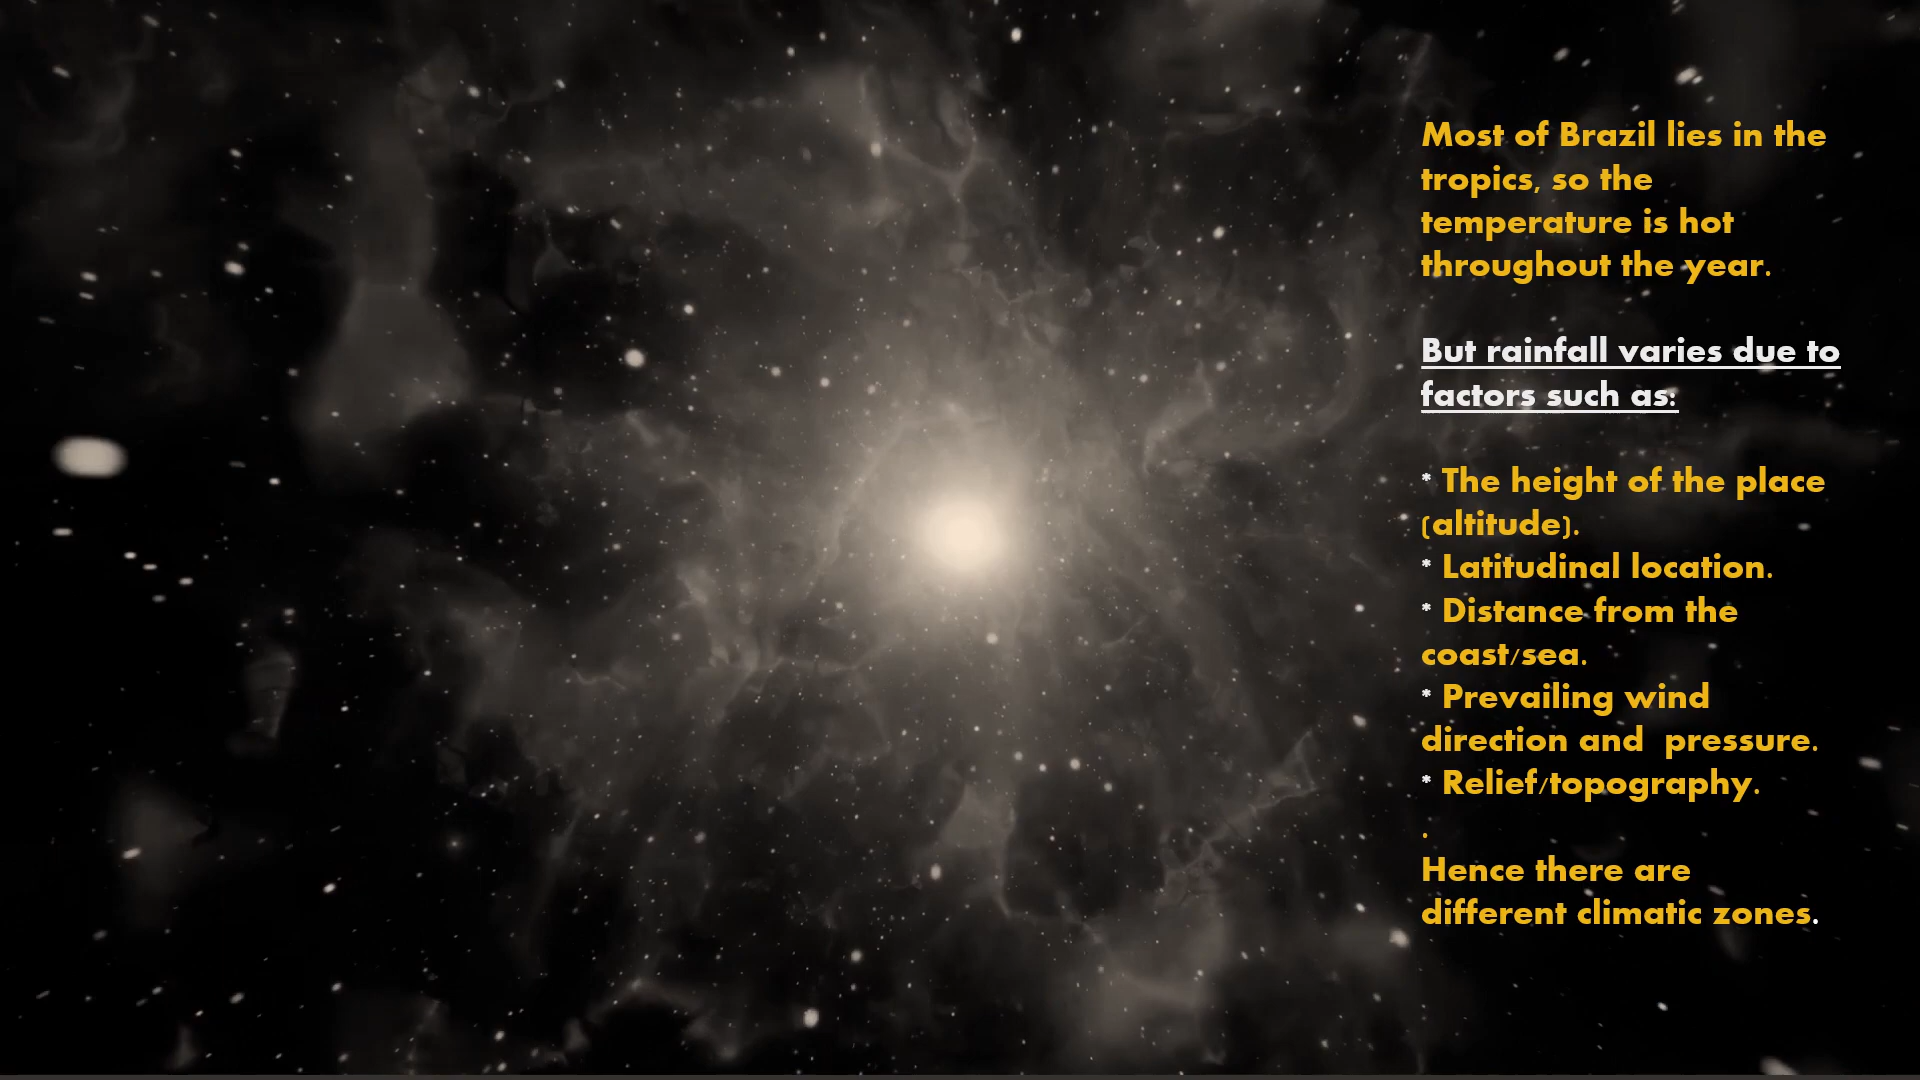 Most of Brazil lies in the
tropics, so the
temperature is hot
throughout the year.
But rainfall varies due to
factors such as:
* The height of the place
(altitude).
* Latitudinal location.
* Distance from the
coast/sea.
* Prevailing wind
direction and  pressure.
* Relief/topography.
.
Hence there are
different climatic zones.